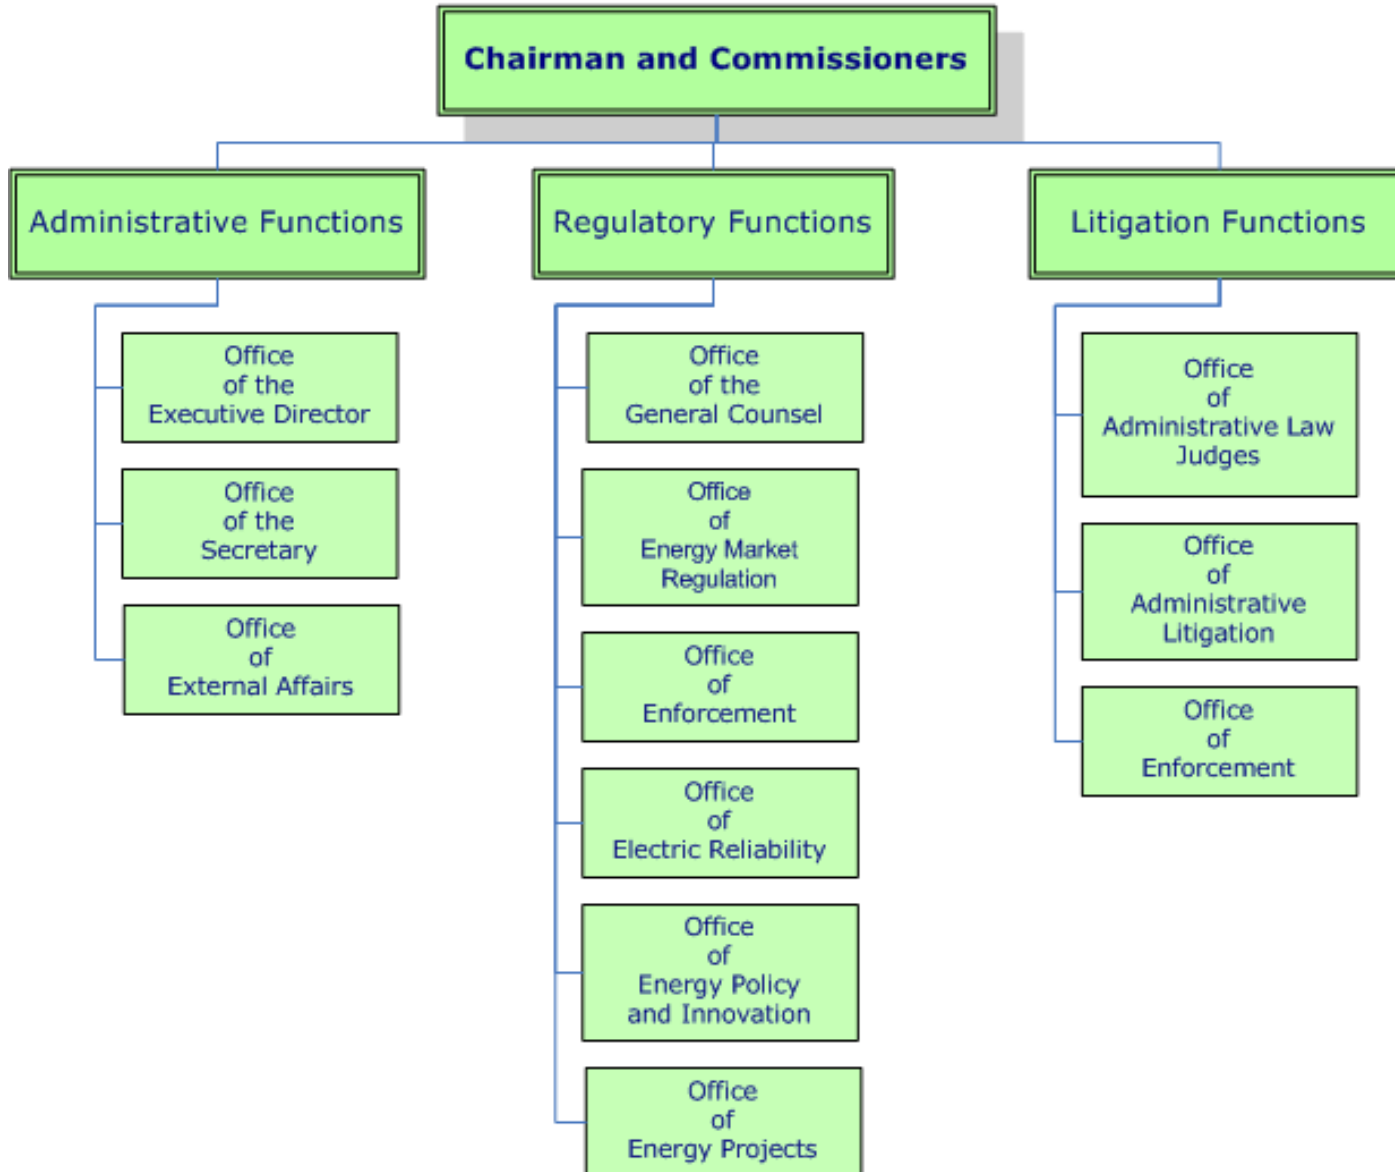 Chairman and Commissioners
Administrative Functions
Office
of the
Executive Director
Office
of the
Secretary
Office
of
External Affairs
Regulatory Functions
Office
of the
General Counsel
Office
of
Energy Market
Regulation
Office
of
Enforcement
Office
of
Electric Reliability
Office
of
Energy Policy
and Innovation
Office
of
Energy Projects
Litigation Functions
Office
of
Administrative Law
Judges
Office
of
Administrative
Litigation
Office
of
Enforcement